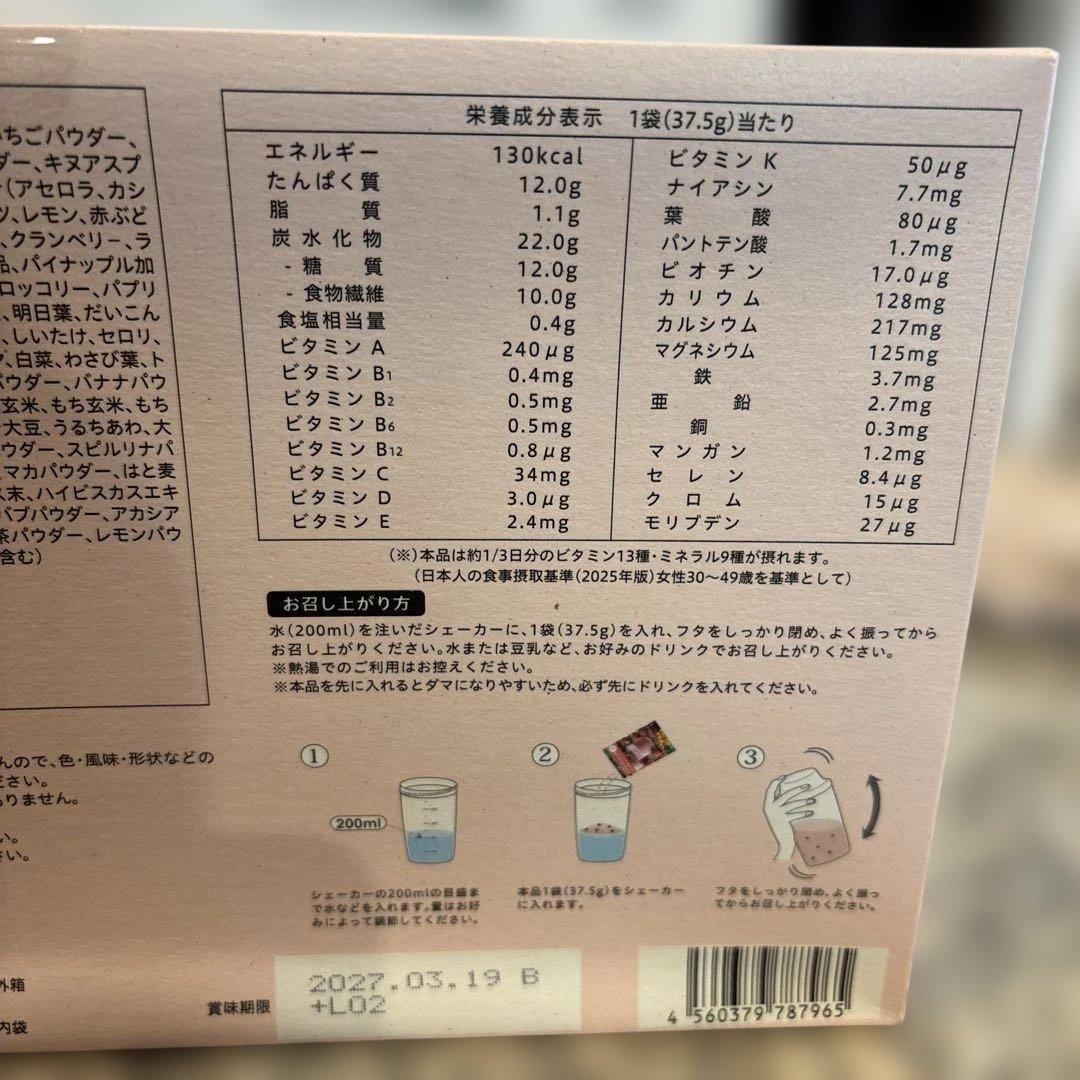 ちごパウダー、
ダー、キヌアスプ
(アセロラ、カシ
ツ、レモン、赤ぶど
、クランベリー、ラ
品、パイナップル加
ロッコリー、パプリ
、明日葉、だいこん
、しいたけ、セロリ、
、白菜、わさび葉、ト
パウダー、バナナパウ
玄米、もち玄米、もち
大豆、うるちあわ、大
ウダー、スピルリナパ
マカパウダー、はと麦
末、ハイビスカスエキ
バブパウダー、アカシア
茶パウダー、レモンパウ
含む)
栄養成分表示 1袋(37.5g)当たり
エネルギー 130kcal
たんぱく質 12.0g
脂質 1.1g
炭水化物 22.0g
- 糖質 12.0g
- 食物繊維 10.0g
食塩相当量 0.4g
ビタミン A 240μg
ビタミン B1 0.4mg
ビタミン B2 0.5mg
ビタミン B6 0.5mg
ビタミン B12 0.8μg
ビタミン C 34mg
ビタミン D 3.0μg
ビタミン E 2.4mg
ビタミン K 50μg
ナイアシン 7.7mg
葉酸 80μg
パントテン酸 1.7mg
ビオチン 17.0μg
カリウム 128mg
カルシウム 217mg
マグネシウム 125mg
鉄 3.7mg
亜鉛 2.7mg
銅 0.3mg
マンガン 1.2mg
セレン 8.4μg
クロム 15μg
モリブデン 27μg
(※)本品は約1/3日分のビタミン13種・ミネラル9種が摂れます。
(日本人の食事摂取基準(2025年版)女性30〜49歳を基準として)
お召し上がり方
水(200ml)を注いだシェーカーに、1袋(37.5g)を入れ、フタをしっかり閉め、よく振ってから
お召し上がりください。水または豆乳など、お好みのドリンクでお召し上がりください。
※熱湯でのご利用はお控えください。
※本品を先に入れるとダマになりやすいため、必ず先にドリンクを入れてください。
んので、色・風味・形状などの
ださい。
ありません。
い。
さい。
1
200ml
シェーカーの200mlの目盛ま
で水などを入れます。量はお好
みによって調節してください。
2
本品1袋(37.5g)をシェーカー
に入れます。
3
フタをしっかり閉め、よく振っ
てからお召し上がりください。
外箱
内袋
賞味期限
2027.03.19 B
+L02
4 560379 787965